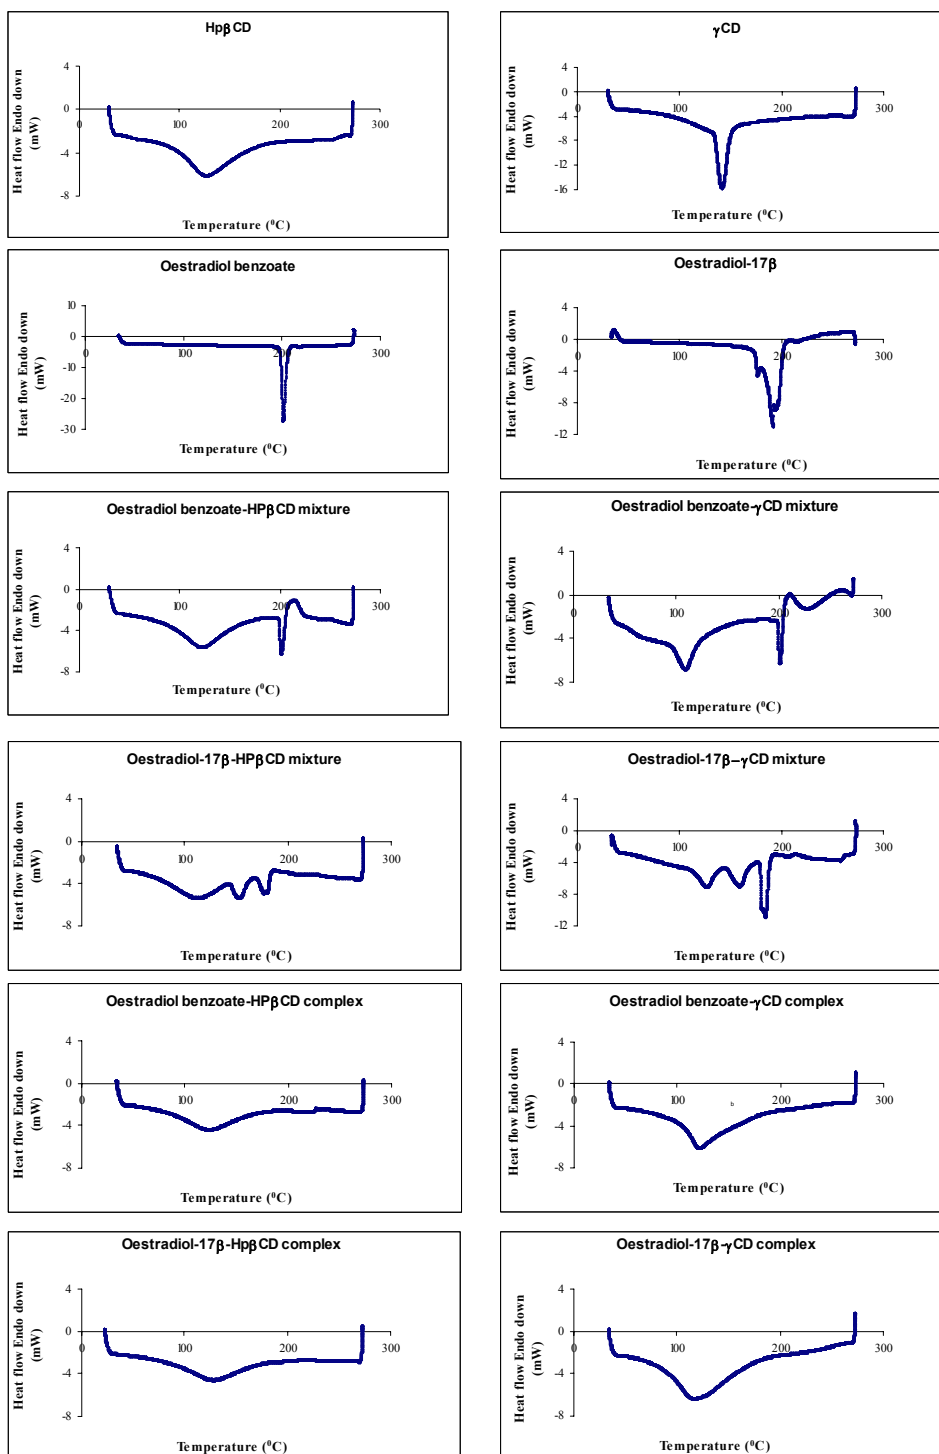 HpβCD
Heat flow Endo down
(mW)
4
0
-4
-8
0
100
200
300
Temperature (⁰C)
γCD
Heat flow Endo down
(mW)
4
0
-4
-8
-12
-16
0
100
200
300
Temperature (⁰C)
Oestradiol benzoate
Heat flow Endo down
(mW)
10
0
-10
-20
-30
0
100
200
300
Temperature (⁰C)
Oestradiol-17β
Heat flow Endo down
(mW)
4
0
-4
-8
-12
0
100
200
300
Temperature (⁰C)
Oestradiol benzoate-HPβCD mixture
Heat flow Endo down
(mW)
4
0
-4
-8
0
100
200
300
Temperature (⁰C)
Oestradiol benzoate-γCD mixture
Heat flow Endo down
(mW)
4
0
-4
-8
0
100
200
300
Temperature (⁰C)
Oestradiol-17β-HPβCD mixture
Heat flow Endo down
(mW)
4
0
-4
-8
0
100
200
300
Temperature (⁰C)
Oestradiol-17β–γCD mixture
Heat flow Endo down
(mW)
4
0
-4
-8
-12
0
100
200
300
Temperature (⁰C)
Oestradiol benzoate-HPβCD complex
Heat flow Endo down
(mW)
4
0
-4
-8
0
100
200
300
Temperature (⁰C)
Oestradiol benzoate-γCD complex
Heat flow Endo down
(mW)
4
0
-4
-8
0
100
200
300
b
Temperature (⁰C)
Oestradiol-17β-HpβCD complex
Heat flow Endo down
(mW)
4
0
-4
-8
0
100
200
300
Temperature (⁰C)
Oestradiol-17β-γCD complex
Heat flow Endo down
(mW)
4
0
-4
-8
0
100
200
300
Temperature (⁰C)